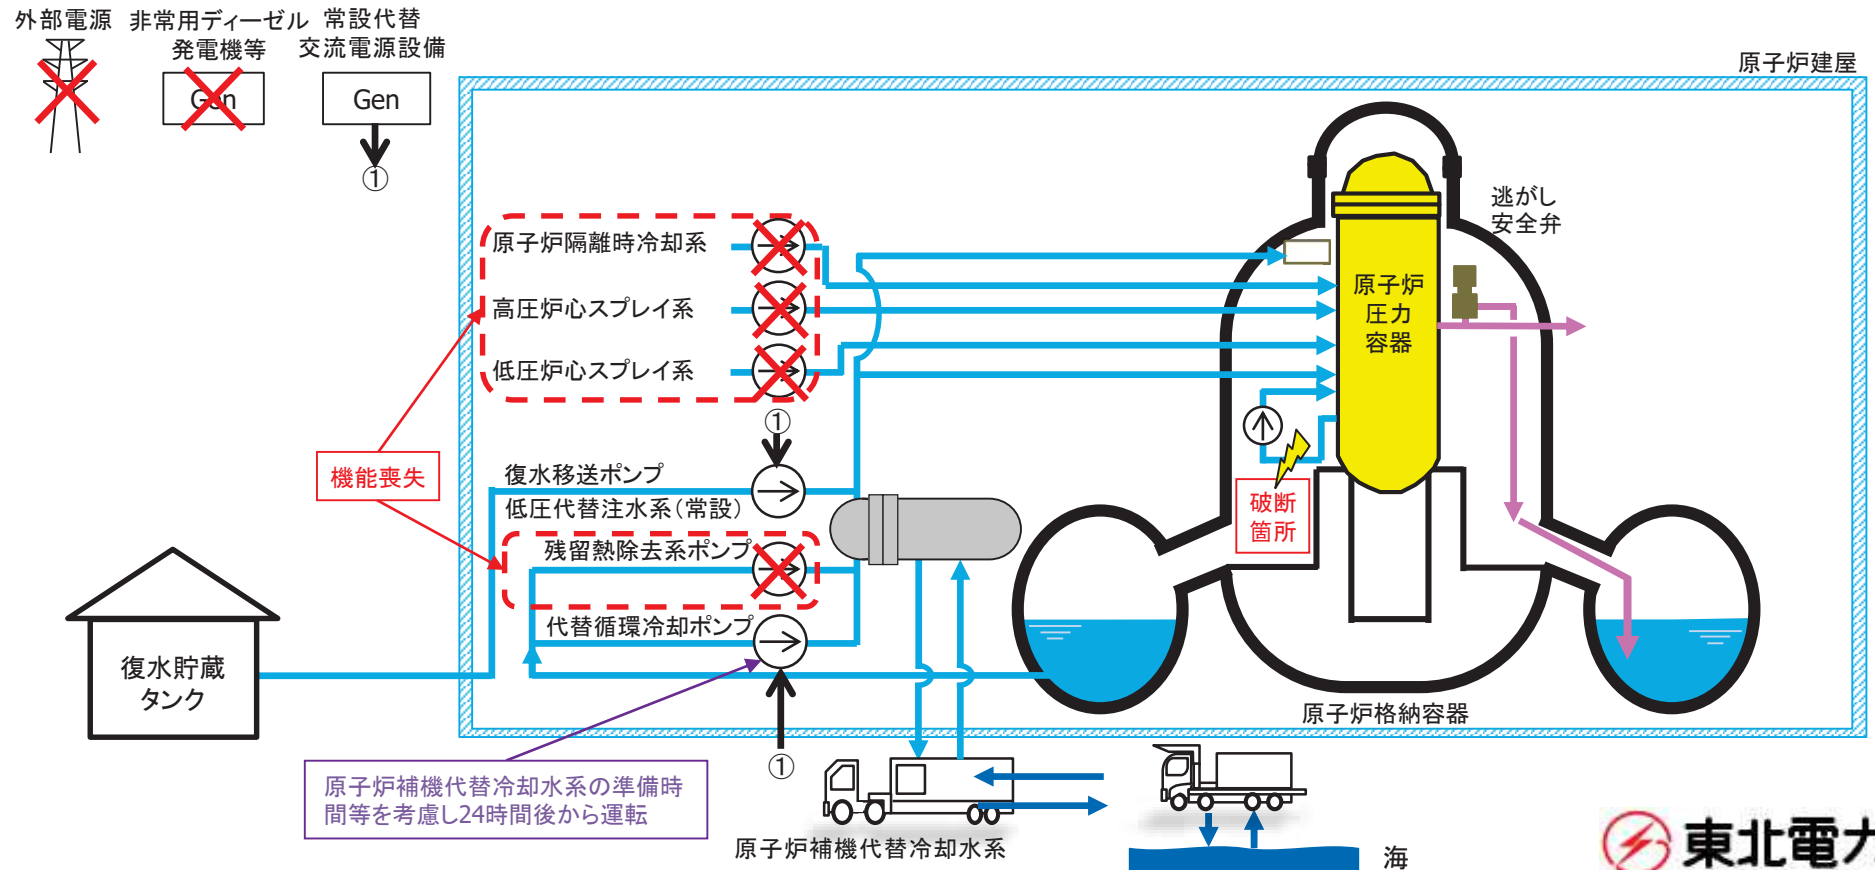 外部電源
非常用ディーゼル
発電機等
常設代替
交流電源設備
Gen
Gen
①
原子炉建屋
原子炉隔離時冷却系
高圧炉心スプレイ系
低圧炉心スプレイ系
機能喪失
①
復水移送ポンプ
低圧代替注水系(常設)
残留熱除去系ポンプ
代替循環冷却ポンプ
①
復水貯蔵
タンク
原子炉
圧力
容器
逃がし
安全弁
破断
箇所
原子炉格納容器
原子炉補機代替冷却水系の準備時
間等を考慮し24時間後から運転
原子炉補機代替冷却水系
海
東北電力